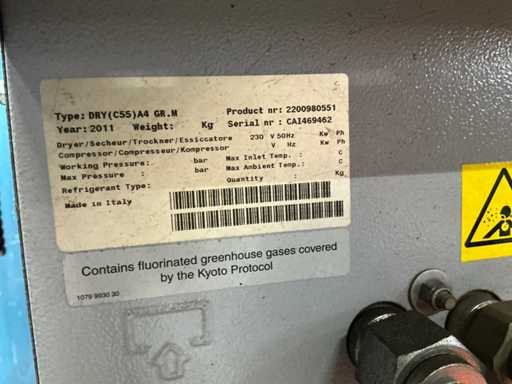 Type: DRY(C55)A4 GR.M Product nr: 2200980551
Year: 2011 Weight: Kg Serial nr : CAI469462
Dryer/Secheur/Trockner/Essiccatore 230 V 50Hz Kw Ph
Compressor/Compresseur/Kompressor V Hz Kw Ph
Working Pressure: bar Max Inlet Temp. : C
Max Pressure : bar Max Ambient Temp.: C
Refrigerant Type: Quantity : Kg
Made in Italy
Contains fluorinated greenhouse gases covered
by the Kyoto Protocol
1079 9930 30